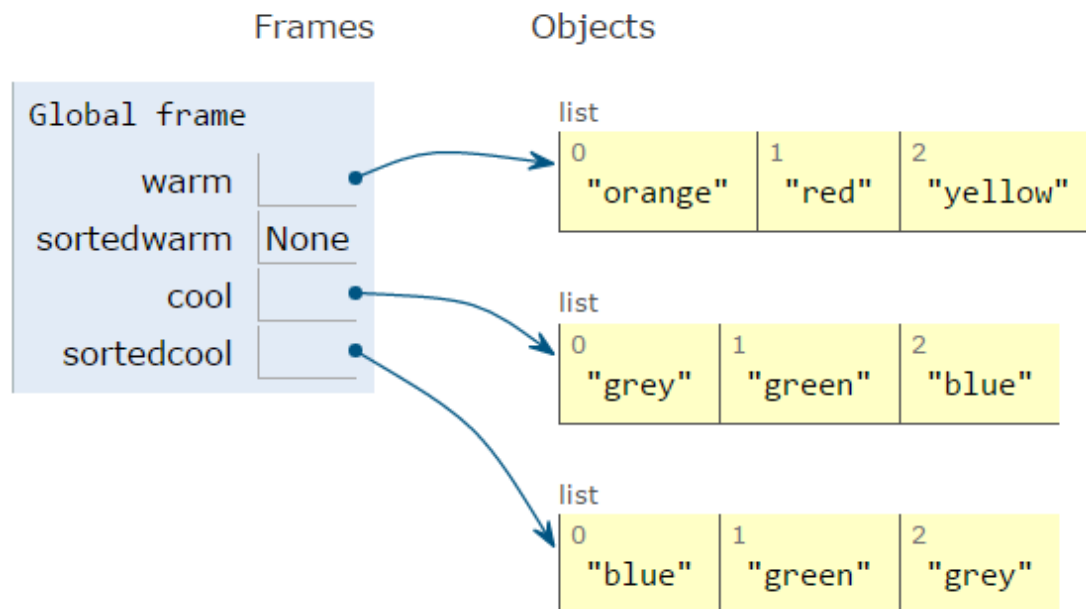 Frames Objects
Global frame
warm
sortedwarm None
cool
sortedcool
list
0 1 2
"orange" "red" "yellow"
list
0 1 2
"grey" "green" "blue"
list
0 1 2
"blue" "green" "grey"